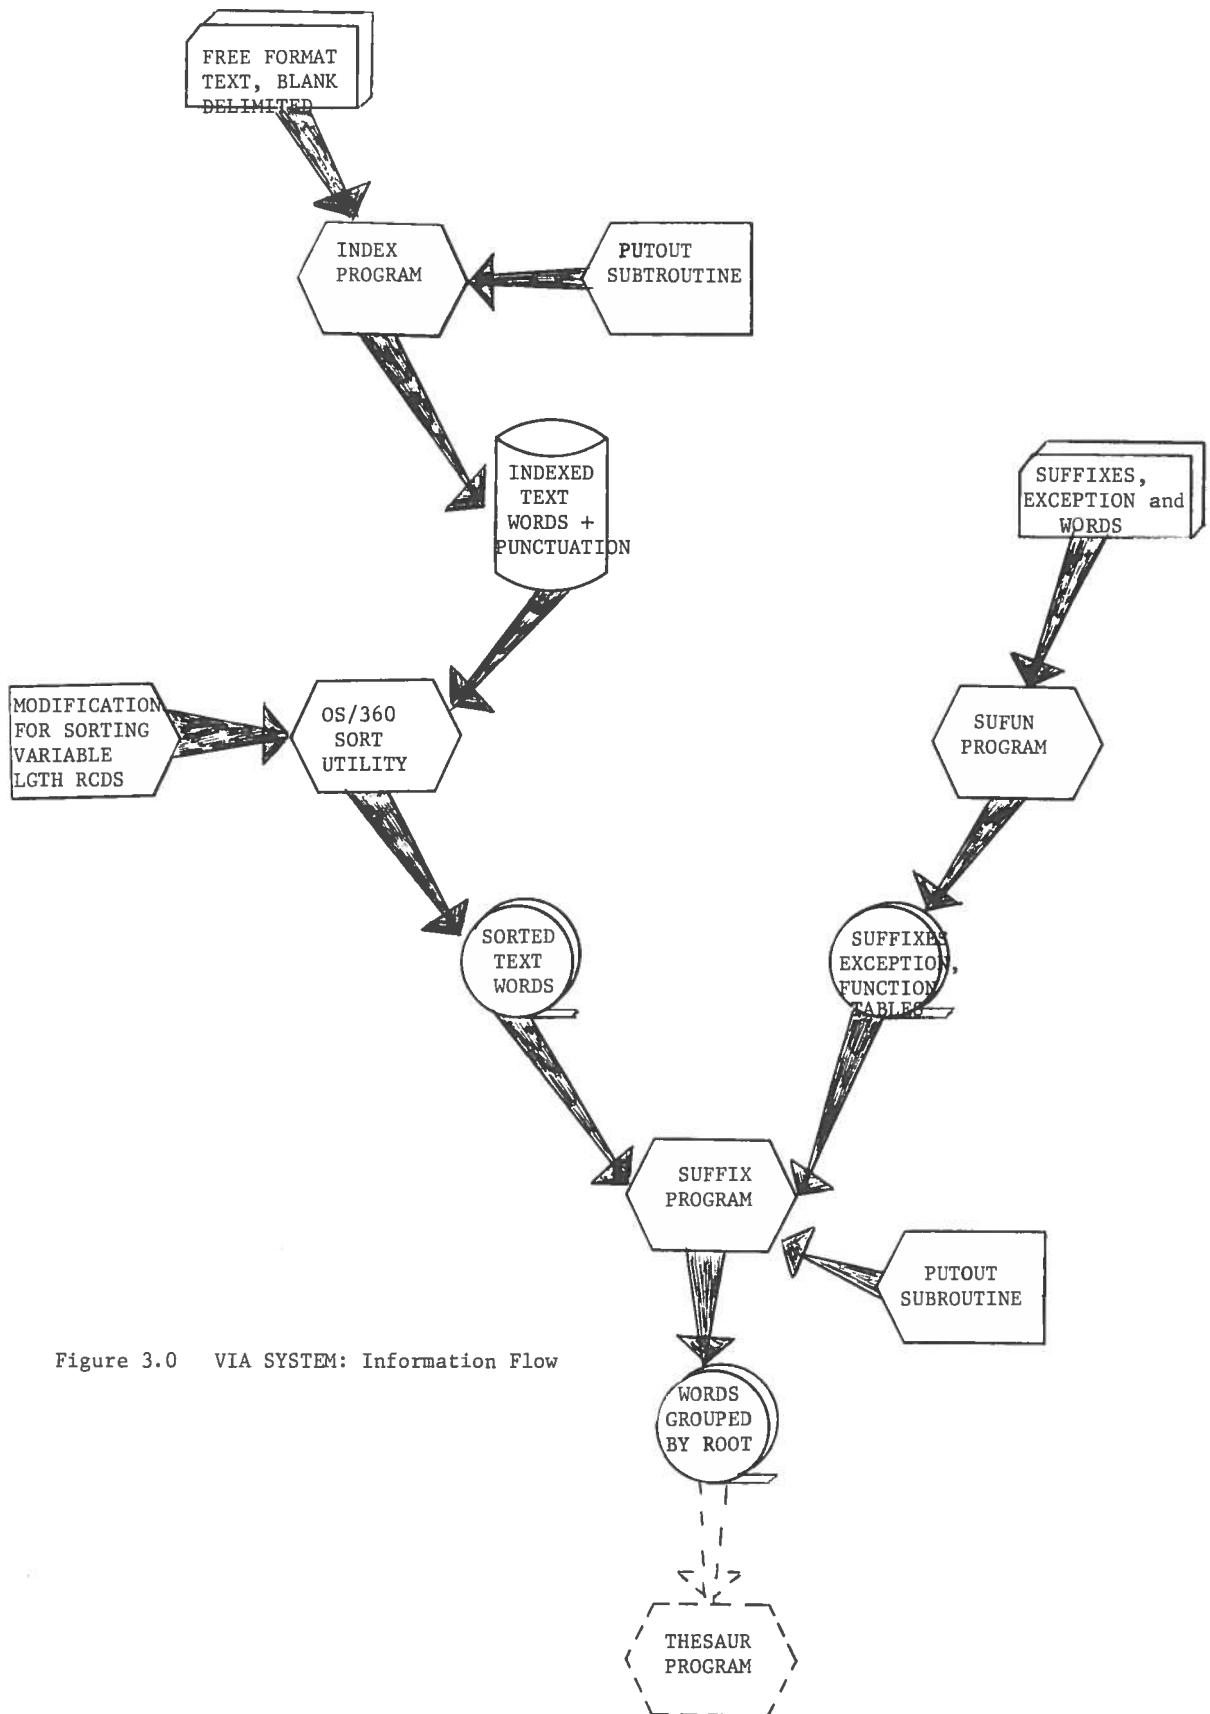 FREE FORMAT
TEXT, BLANK
DELIMITED
INDEX
PROGRAM
PUTOUT
SUBTROUTINE
INDEXED
TEXT
WORDS +
PUNCTUATION
SUFFIXES,
EXCEPTION and
WORDS
MODIFICATION
FOR SORTING
VARIABLE
LGTH RCDS
OS/360
SORT
UTILITY
SUFUN
PROGRAM
SORTED
TEXT
WORDS
SUFFIXES
EXCEPTION,
FUNCTION
TABLES
SUFFIX
PROGRAM
PUTOUT
SUBROUTINE
Figure 3.0 VIA SYSTEM: Information Flow
WORDS
GROUPED
BY ROOT
THESAUR
PROGRAM